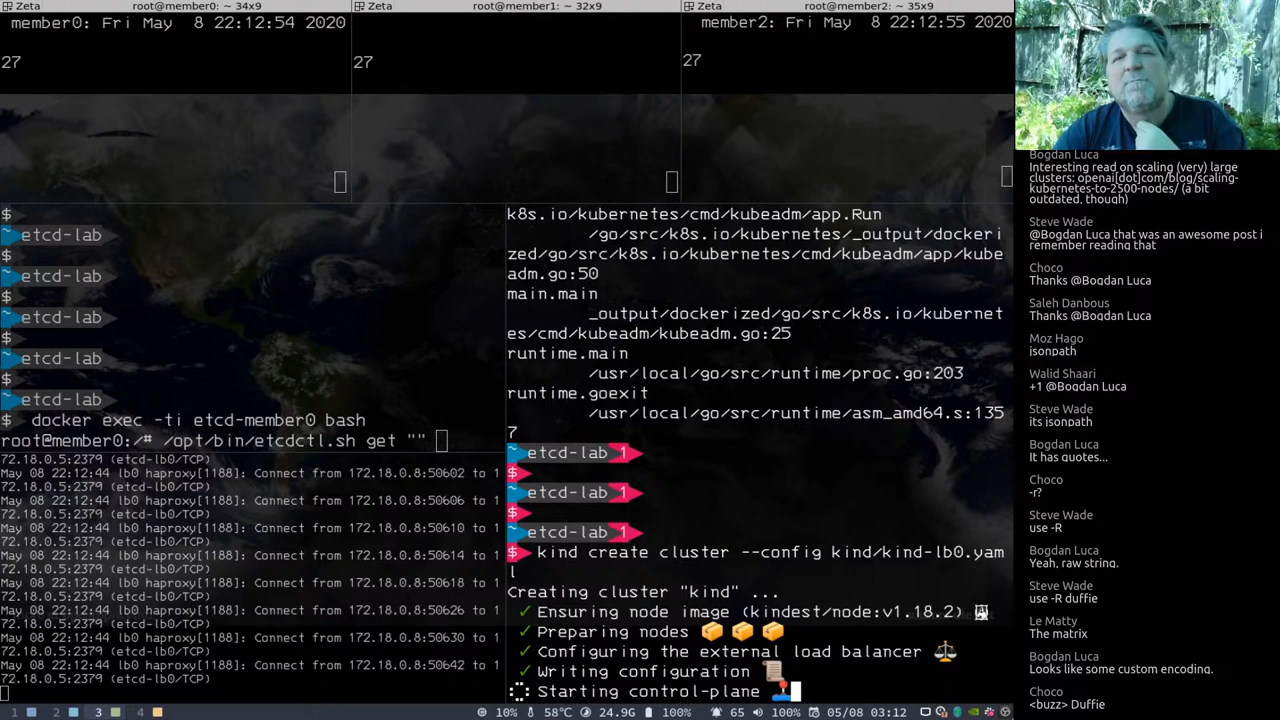 Zeta root@member0: ~ 34x9
Zeta root@member1: ~ 32x9
Zeta root@member2: ~ 35x9
member0: Fri May 8 22:12:54 2020
member2: Fri May 8 22:12:55 2020
27
27
27
$
~ etcd-lab
$
~ etcd-lab
$
~ etcd-lab
$
~ etcd-lab
$
~ etcd-lab
$ docker exec -ti etcd-member0 bash
root@member0:/# /opt/bin/etcdctl.sh get ""
72.18.0.5:2379 (etcd-lb0/TCP)
May 08 22:12:44 lb0 haproxy[1188]: Connect from 172.18.0.8:50602 to 1
72.18.0.5:2379 (etcd-lb0/TCP)
May 08 22:12:44 lb0 haproxy[1188]: Connect from 172.18.0.8:50606 to 1
72.18.0.5:2379 (etcd-lb0/TCP)
May 08 22:12:44 lb0 haproxy[1188]: Connect from 172.18.0.8:50610 to 1
72.18.0.5:2379 (etcd-lb0/TCP)
May 08 22:12:44 lb0 haproxy[1188]: Connect from 172.18.0.8:50614 to 1
72.18.0.5:2379 (etcd-lb0/TCP)
May 08 22:12:44 lb0 haproxy[1188]: Connect from 172.18.0.8:50618 to 1
72.18.0.5:2379 (etcd-lb0/TCP)
May 08 22:12:44 lb0 haproxy[1188]: Connect from 172.18.0.8:50626 to 1
72.18.0.5:2379 (etcd-lb0/TCP)
May 08 22:12:44 lb0 haproxy[1188]: Connect from 172.18.0.8:50630 to 1
72.18.0.5:2379 (etcd-lb0/TCP)
May 08 22:12:44 lb0 haproxy[1188]: Connect from 172.18.0.8:50642 to 1
72.18.0.5:2379 (etcd-lb0/TCP)
k8s.io/kubernetes/cmd/kubeadm/app.Run
/go/src/k8s.io/kubernetes/_output/dockeri
zed/go/src/k8s.io/kubernetes/cmd/kubeadm/app/kube
adm.go:50
main.main
_output/dockerized/go/src/k8s.io/kubernet
es/cmd/kubeadm/kubeadm.go:25
runtime.main
/usr/local/go/src/runtime/proc.go:203
runtime.goexit
/usr/local/go/src/runtime/asm_amd64.s:135
7
~ etcd-lab 1
$
~ etcd-lab 1
$
~ etcd-lab 1
$ kind create cluster --config kind/kind-lb0.yam
l
Creating cluster "kind" ...
✓ Ensuring node image (kindest/node:v1.18.2) 🖼
✓ Preparing nodes 📦 📦 📦
✓ Configuring the external load balancer ⚖️
✓ Writing configuration 📜
Starting control-plane 🕹️
1 2 3 4
10% 58°C 24.9G 100% 65 100% 05/08 03:12
Bogdan Luca
Interesting read on scaling (very) large
clusters: openai[dot]com/blog/scaling-
kubernetes-to-2500-nodes/ (a bit
outdated, though)
Steve Wade
@Bogdan Luca that was an awesome post i
remember reading that
Choco
Thanks @Bogdan Luca
Saleh Danbous
Thanks @Bogdan Luca
Moz Hago
jsonpath
Walid Shaari
+1 @Bogdan Luca
Steve Wade
its jsonpath
Bogdan Luca
It has quotes...
Choco
-r?
Steve Wade
use -R
Bogdan Luca
Yeah, raw string.
Steve Wade
use -R duffie
Le Matty
The matrix
Bogdan Luca
Looks like some custom encoding.
Choco
<buzz> Duffie